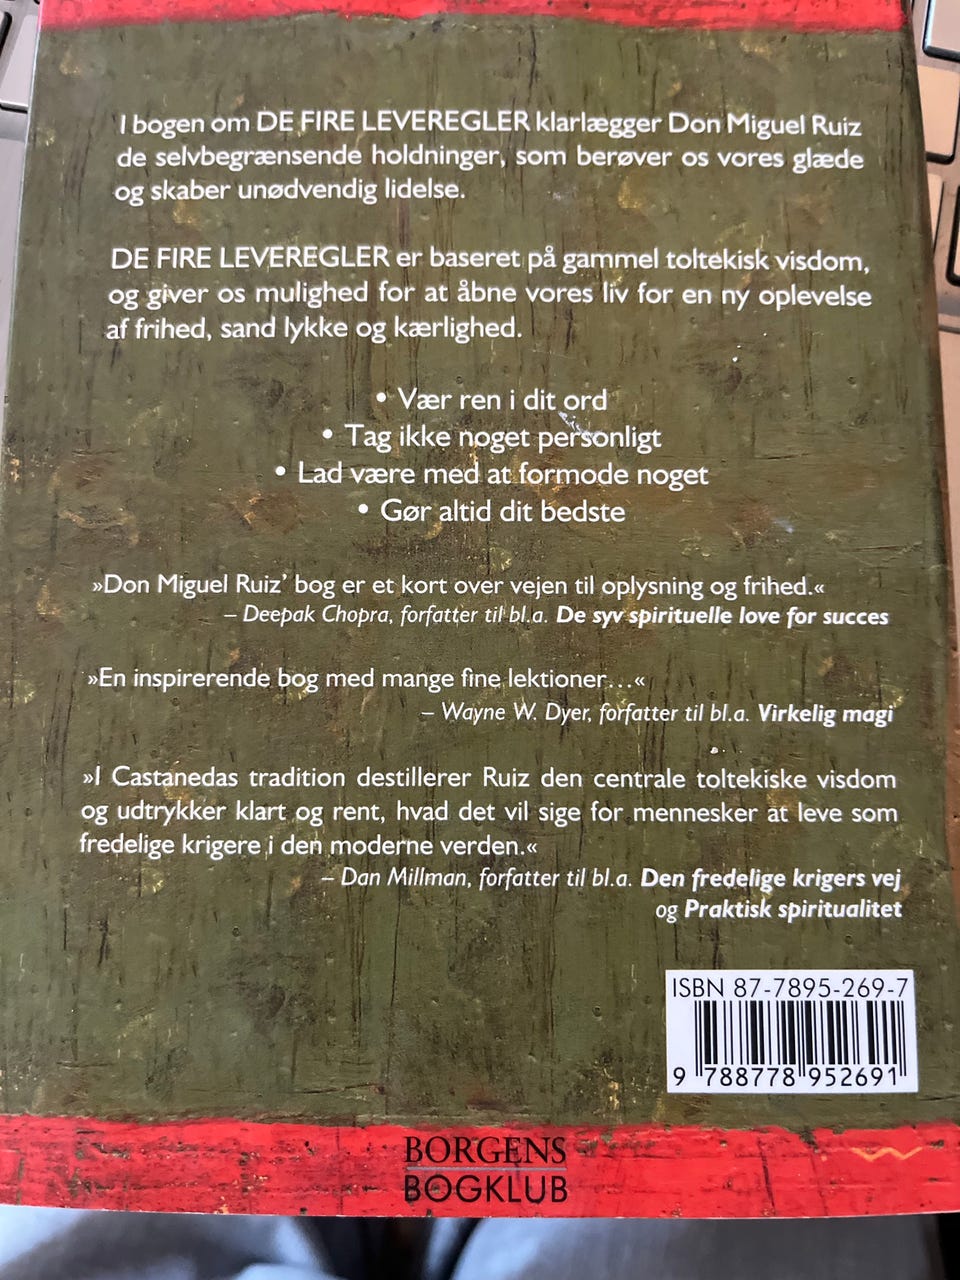 I bogen om DE FIRE LEVEREGLER klarlægger Don Miguel Ruiz
de selvbegrænsende holdninger, som berøver os vores glæde
og skaber unødvendig lidelse.
DE FIRE LEVEREGLER er baseret på gammel toltekisk visdom,
og giver os mulighed for at åbne vores liv for en ny oplevelse
af frihed, sand lykke og kærlighed.
• Vær ren i dit ord
• Tag ikke noget personligt
• Lad være med at formode noget
• Gør altid dit bedste
»Don Miguel Ruiz’ bog er et kort over vejen til oplysning og frihed.«
– Deepak Chopra, forfatter til bl.a. De syv spirituelle love for succes
»En inspirerende bog med mange fine lektioner...«
– Wayne W. Dyer, forfatter til bl.a. Virkelig magi
»I Castanedas tradition destillerer Ruiz den centrale toltekiske visdom
og udtrykker klart og rent, hvad det vil sige for mennesker at leve som
fredelige krigere i den moderne verden.«
– Dan Millman, forfatter til bl.a. Den fredelige krigers vej
og Praktisk spiritualitet
ISBN 87-7895-269-7
9 788778 952691
BORGENS
BOGKLUB